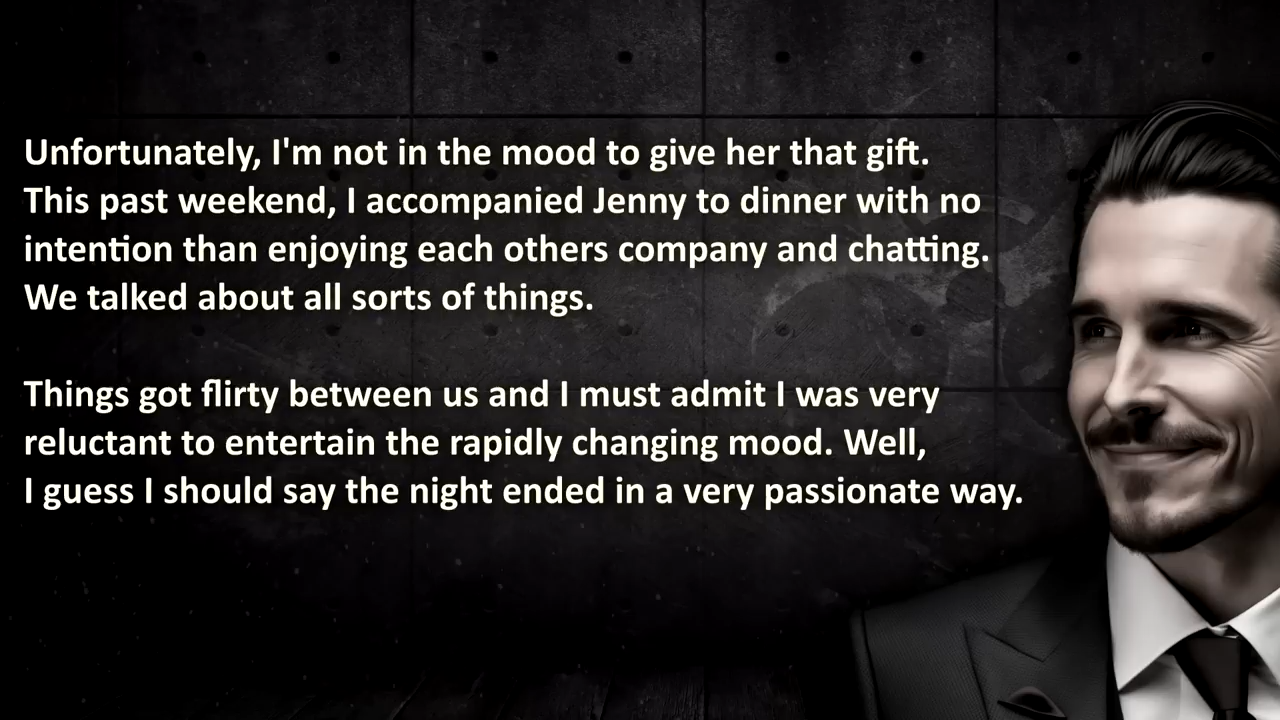 Unfortunately, I'm not in the mood to give her that gift.
This past weekend, I accompanied Jenny to dinner with no
intention than enjoying each others company and chatting.
We talked about all sorts of things.
Things got flirty between us and I must admit I was very
reluctant to entertain the rapidly changing mood. Well,
I guess I should say the night ended in a very passionate way.